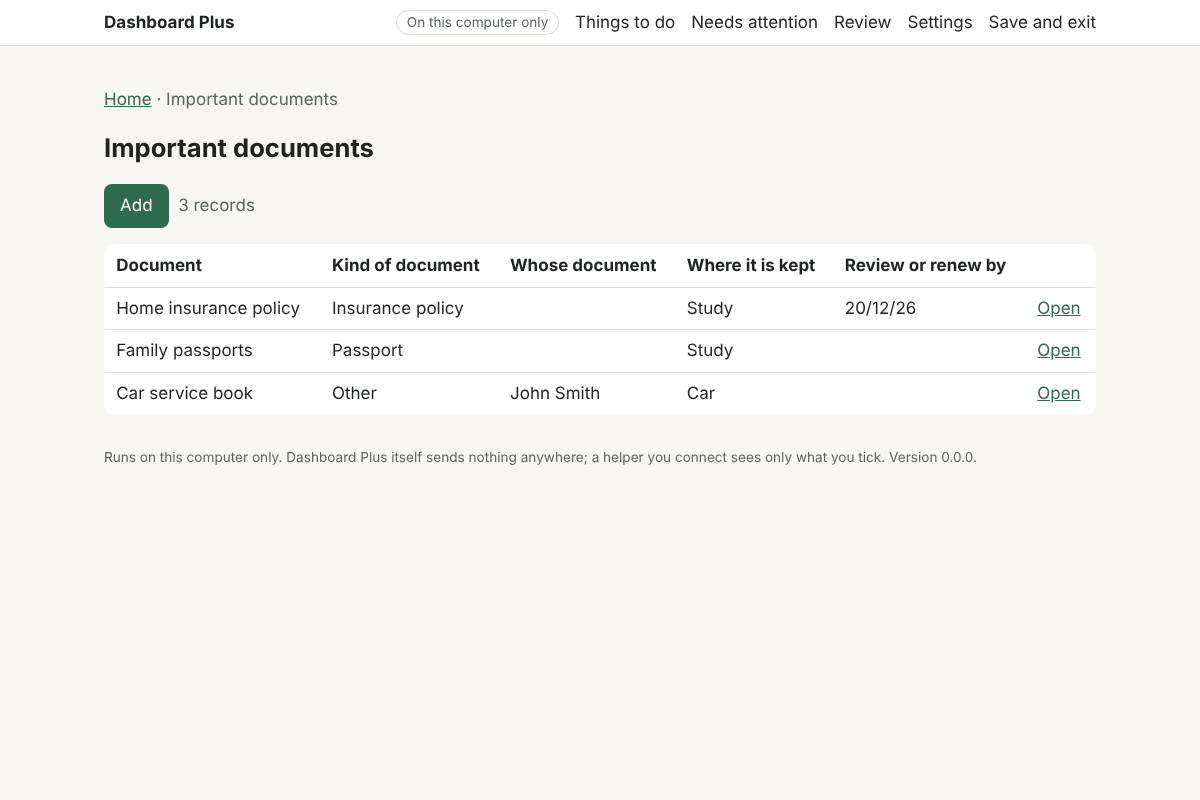 Dashboard Plus On this computer only Things to do Needs attention Review Settings Save and exit
Home · Important documents
Important documents
Add 3 records
Document Kind of document Whose document Where it is kept Review or renew by
Home insurance policy Insurance policy Study 20/12/26 Open
Family passports Passport Study Open
Car service book Other John Smith Car Open
Runs on this computer only. Dashboard Plus itself sends nothing anywhere; a helper you connect sees only what you tick. Version 0.0.0.